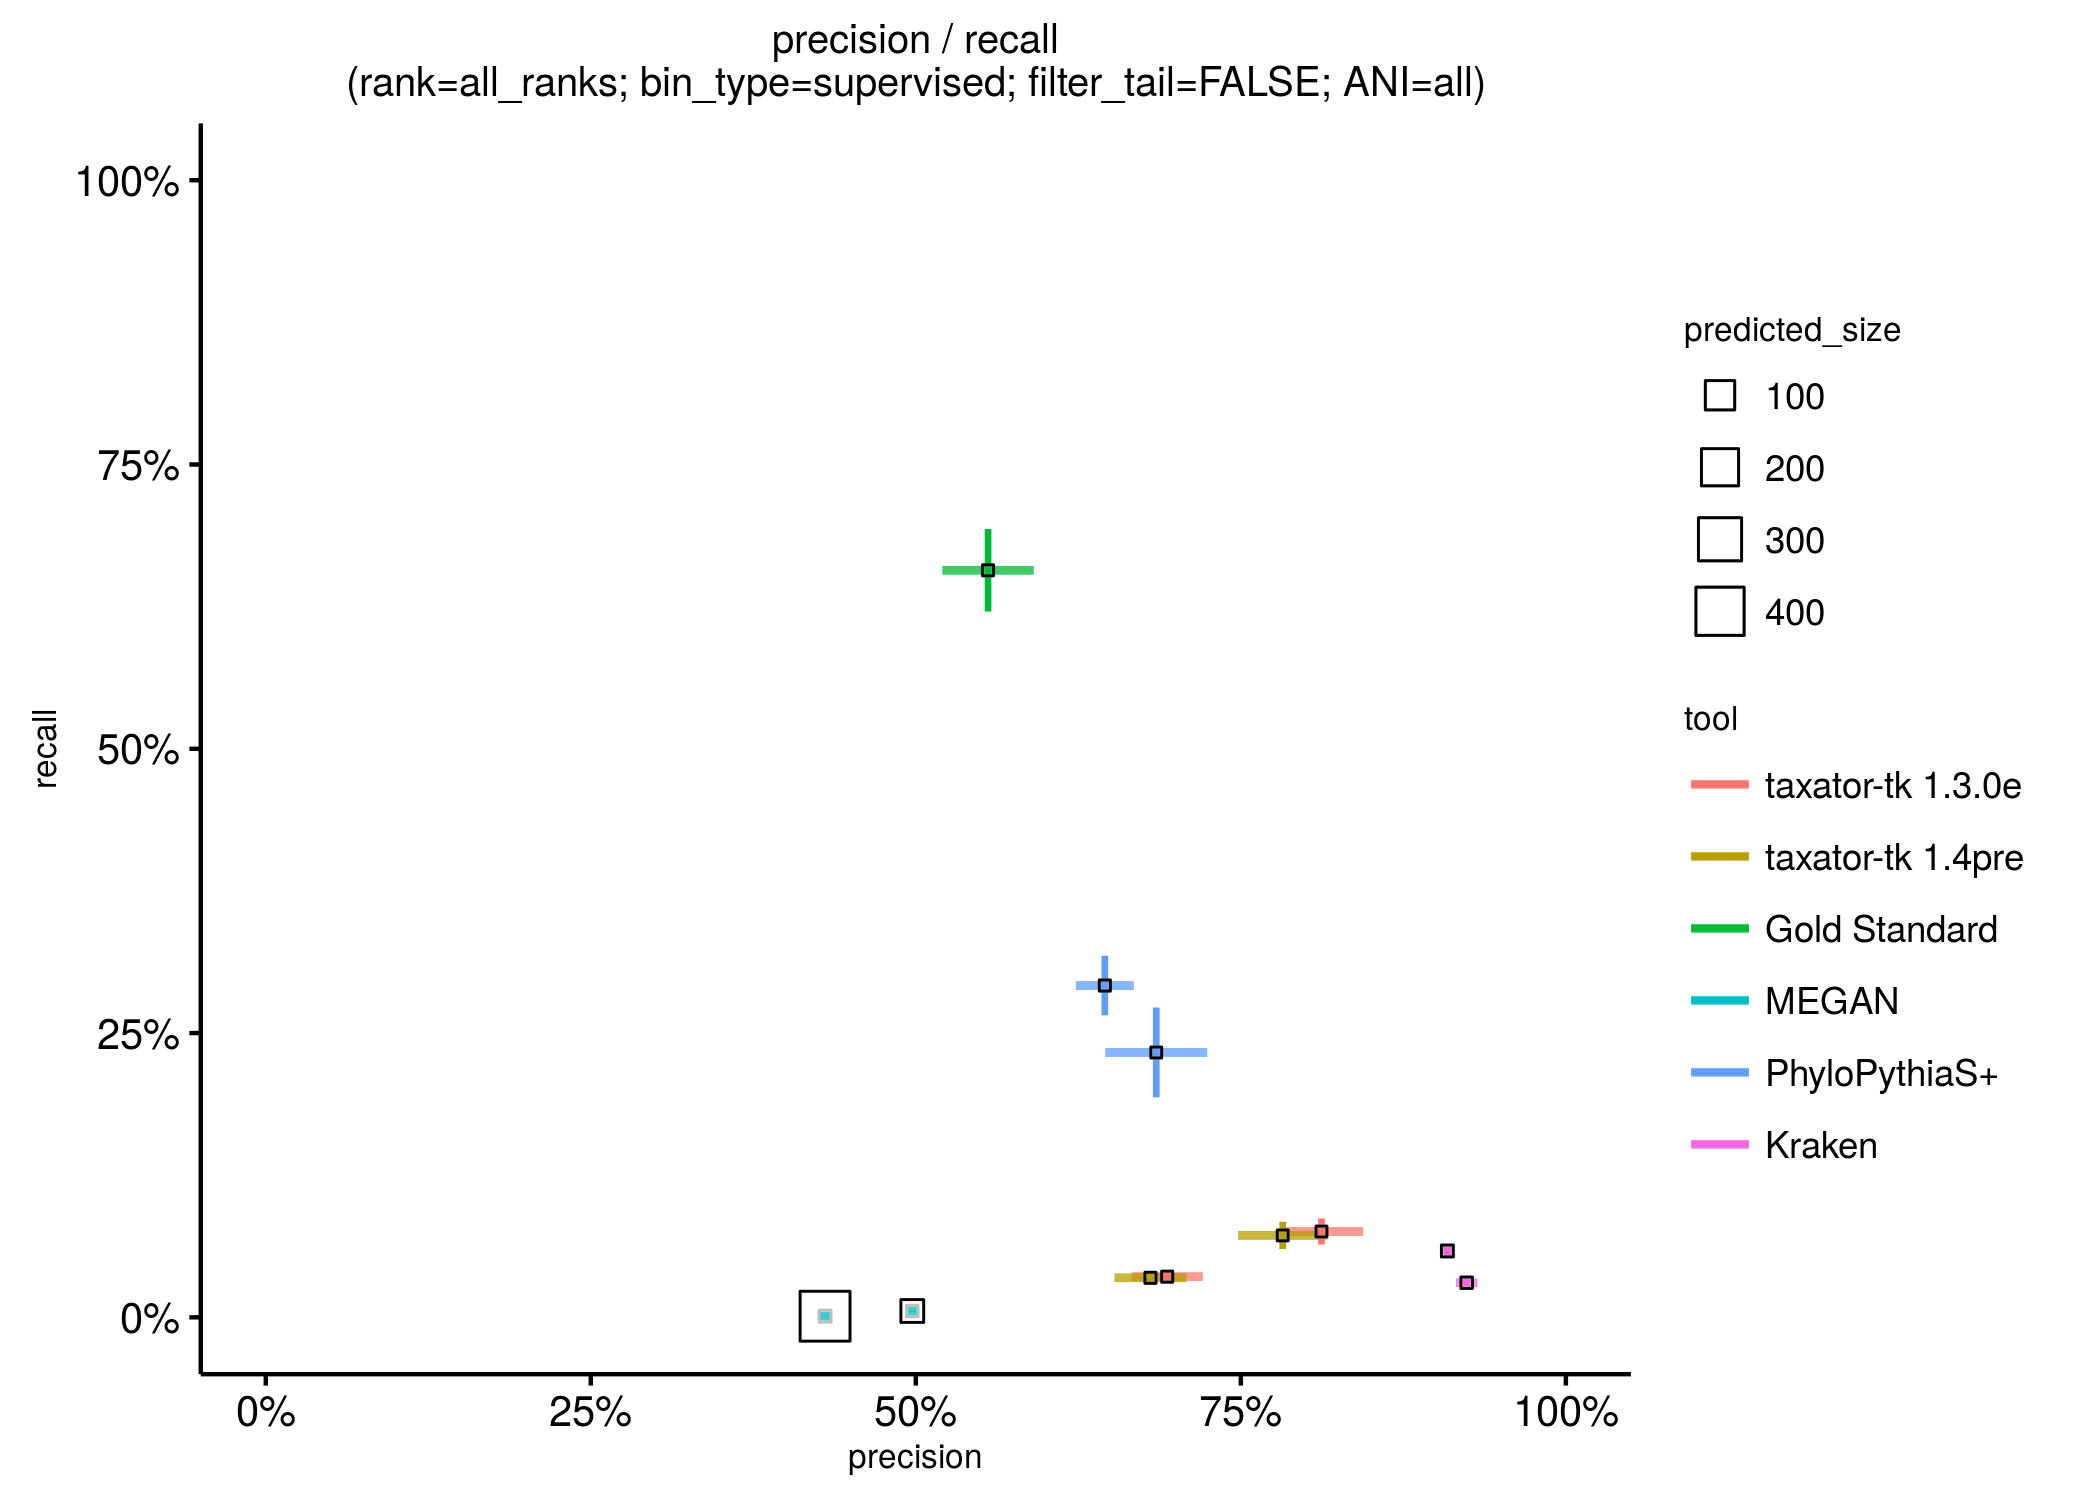 precision / recall
(rank=all_ranks; bin_type=supervised; filter_tail=FALSE; ANI=all)
100%
75%
50%
25%
0%
recall
0%
25%
50%
75%
100%
precision
predicted_size
100
200
300
400
tool
taxator-tk 1.3.0e
taxator-tk 1.4pre
Gold Standard
MEGAN
PhyloPythiaS+
Kraken